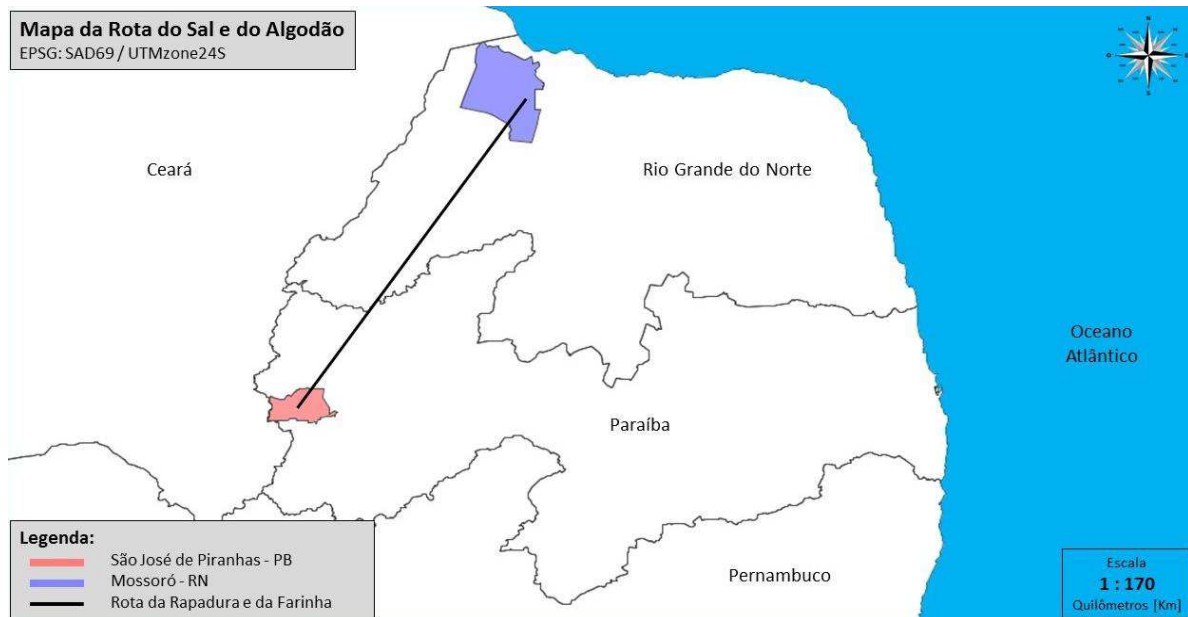 Mapa da Rota do Sal e do Algodão
EPSG: SAD69 / UTMzone24S
Ceará
Rio Grande do Norte
Oceano
Atlântico
Paraíba
Pernambuco
Legenda:
São José de Piranhas - PB
Mossoró - RN
Rota da Rapadura e da Farinha
Escala
1 : 170
Quilômetros [Km]